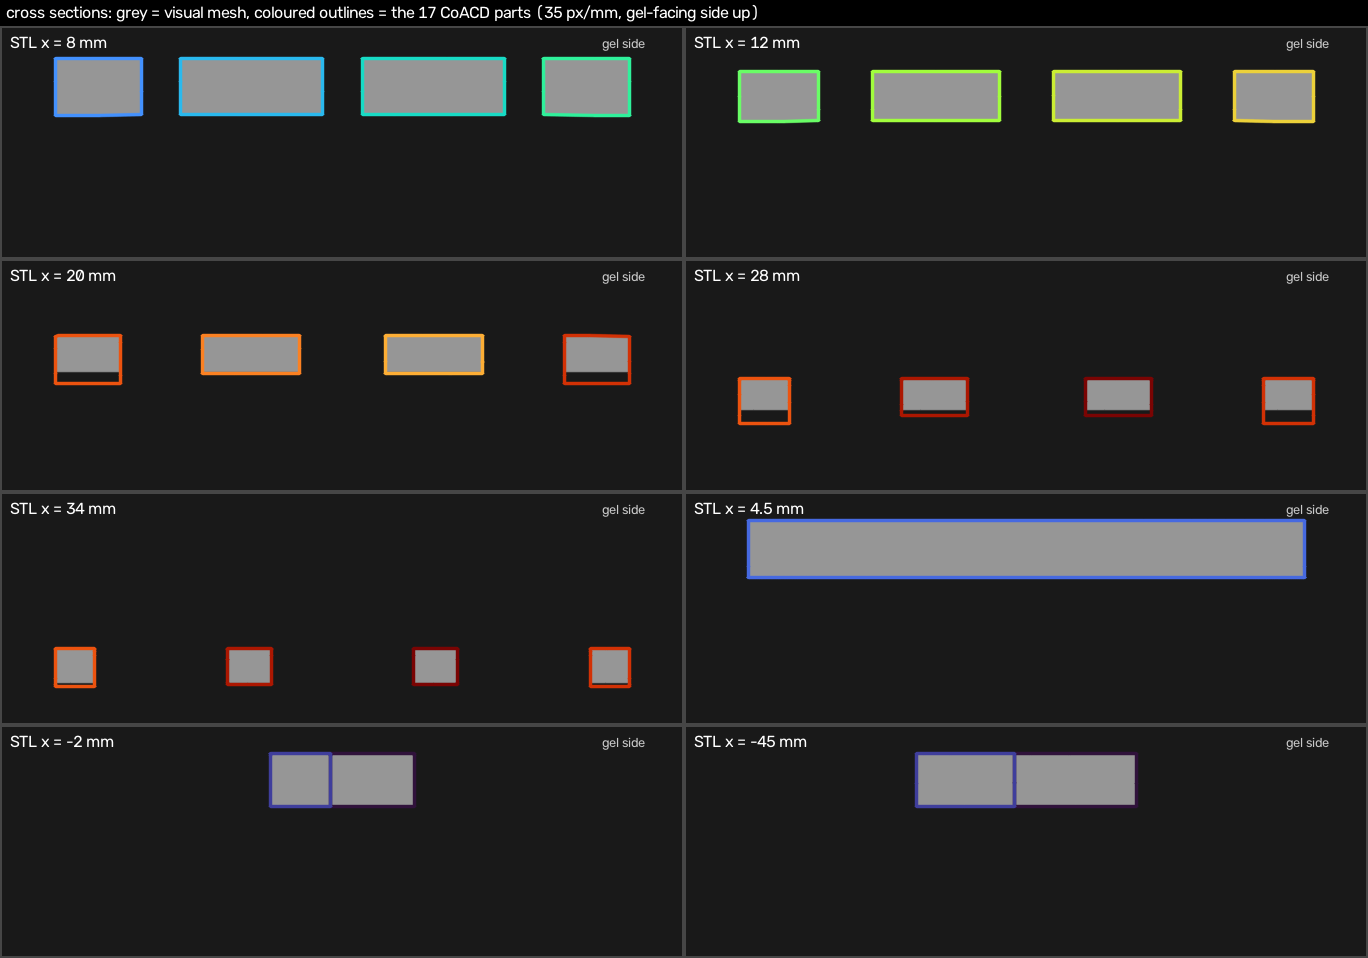 cross sections: grey = visual mesh, coloured outlines = the 17 CoACD parts (35 px/mm, gel-facing side up)
STL x = 8 mm gel side
STL x = 12 mm gel side
STL x = 20 mm gel side
STL x = 28 mm gel side
STL x = 34 mm gel side
STL x = 4.5 mm gel side
STL x = -2 mm gel side
STL x = -45 mm gel side